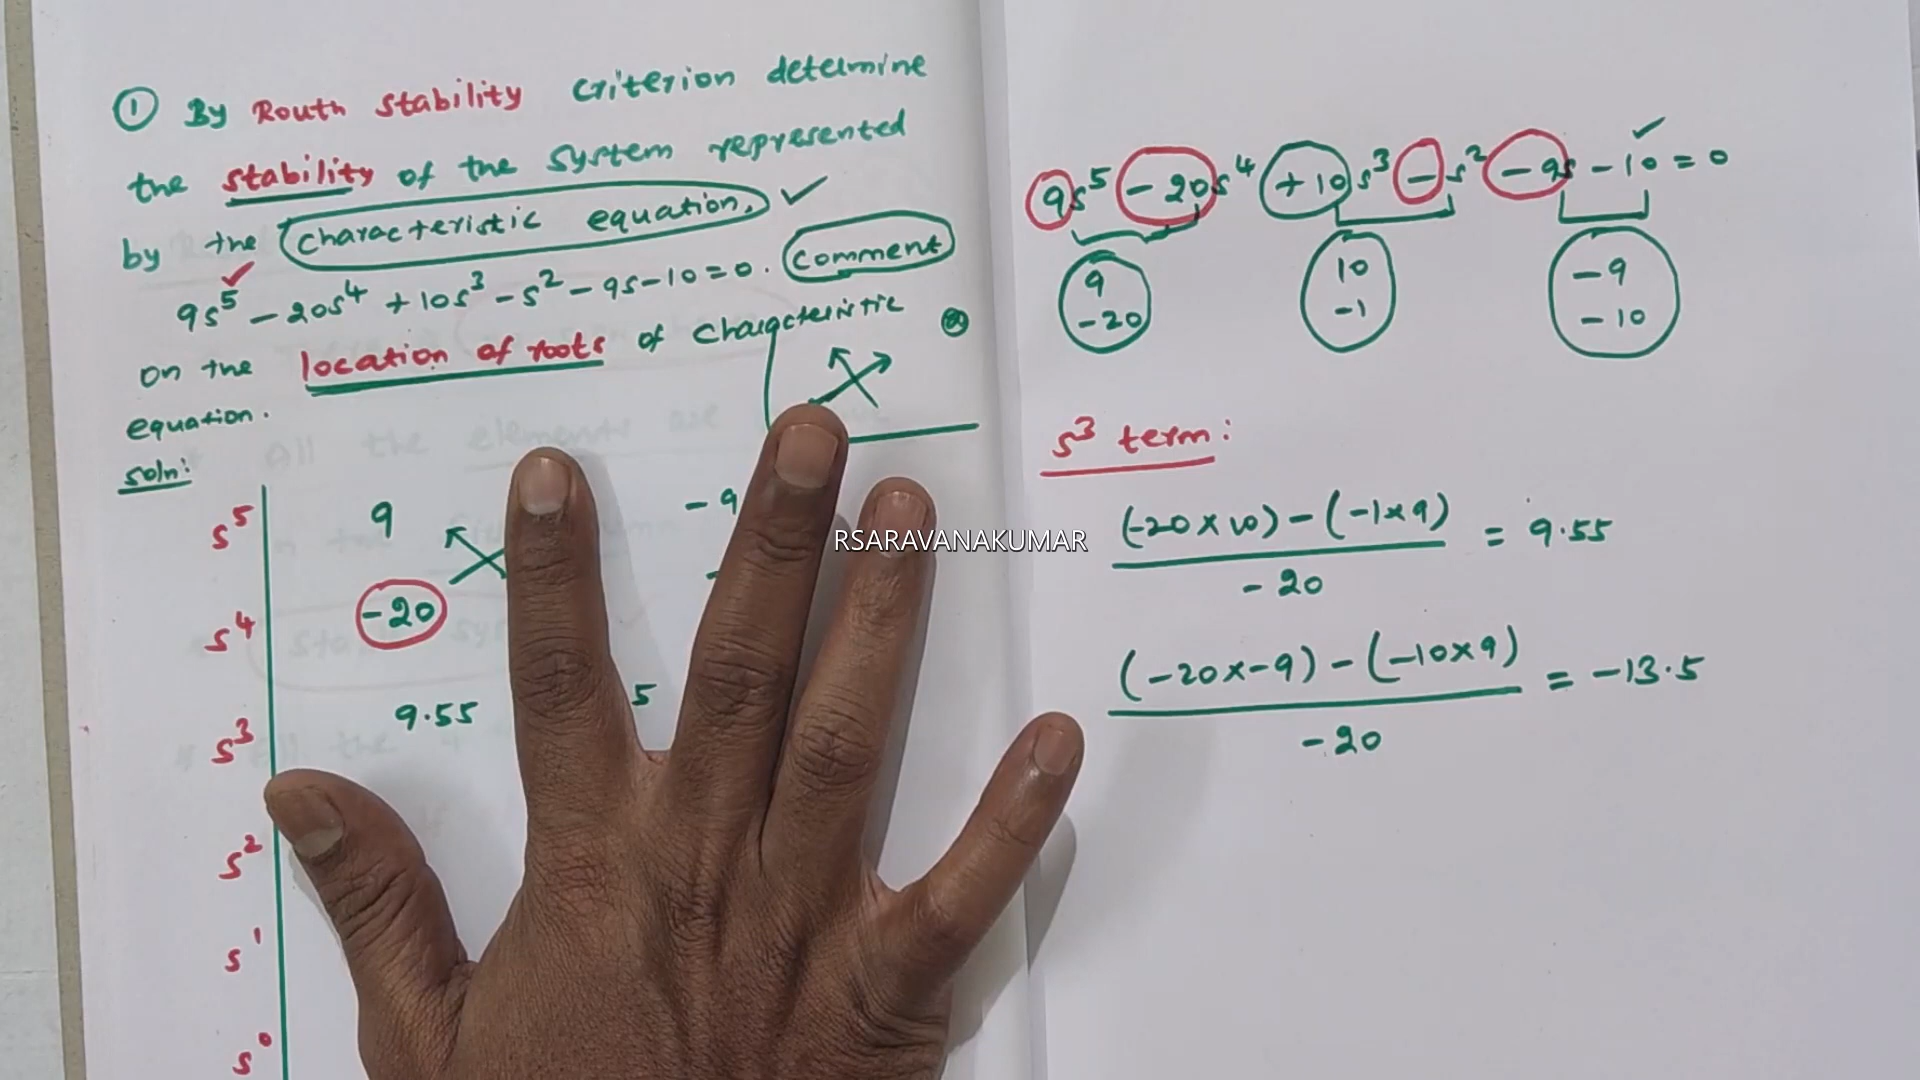 ① By Routh stability criterion determine
the stability of the system represented
by the characteristic equation,
9s⁵ - 20s⁴ + 10s³ - s² - 9s - 10 = 0. comment
on the location of roots of characteristic
equation.
soln:
s⁵ 9 -9
s⁴ -20
s³ 9.55 5
s²
s¹
s⁰
9s⁵ - 20s⁴ + 10s³ - s² - 9s - 10 = 0
9 10 -9
-20 -1 -10
s³ term:
(-20 x 10) - (-1 x 9) = 9.55
-20
(-20 x -9) - (-10 x 9) = -13.5
-20
RSARAVANAKUMAR